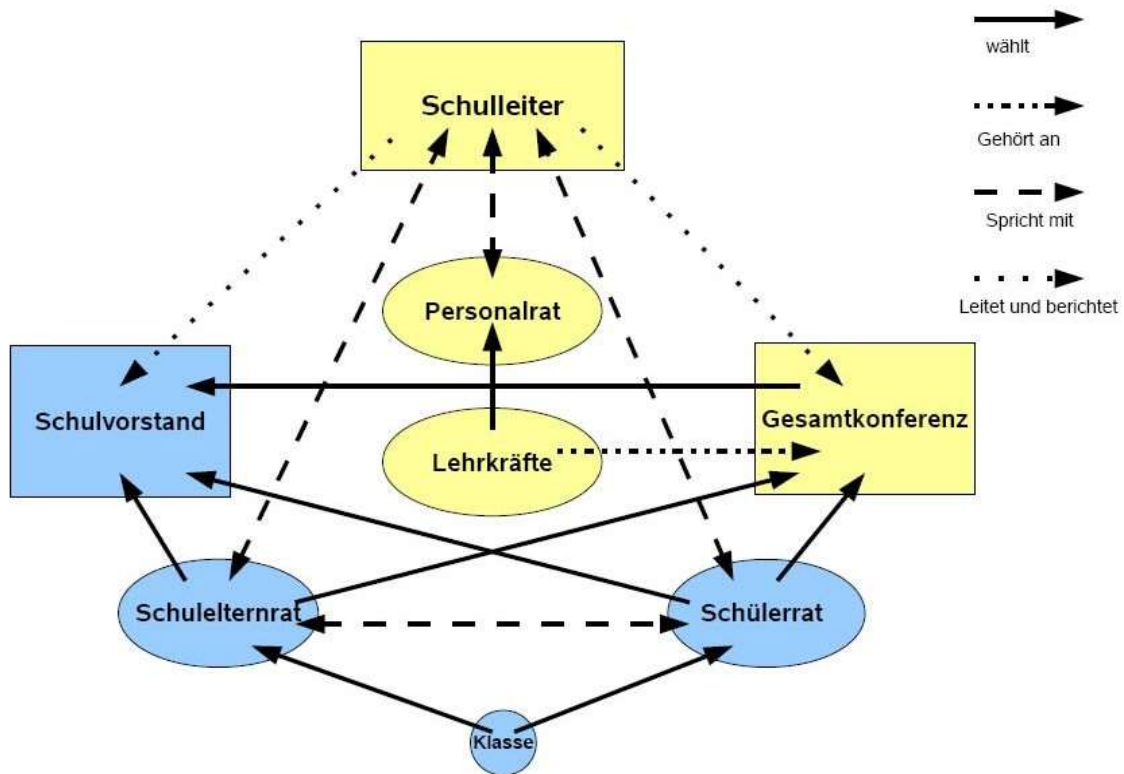 wählt
Schulleiter
Gehört an
Spricht mit
Personalrat
Leitet und berichtet
Schulvorstand
Gesamtkonferenz
Lehrkräfte
Schulelternrat
Schülerrat
Klasse